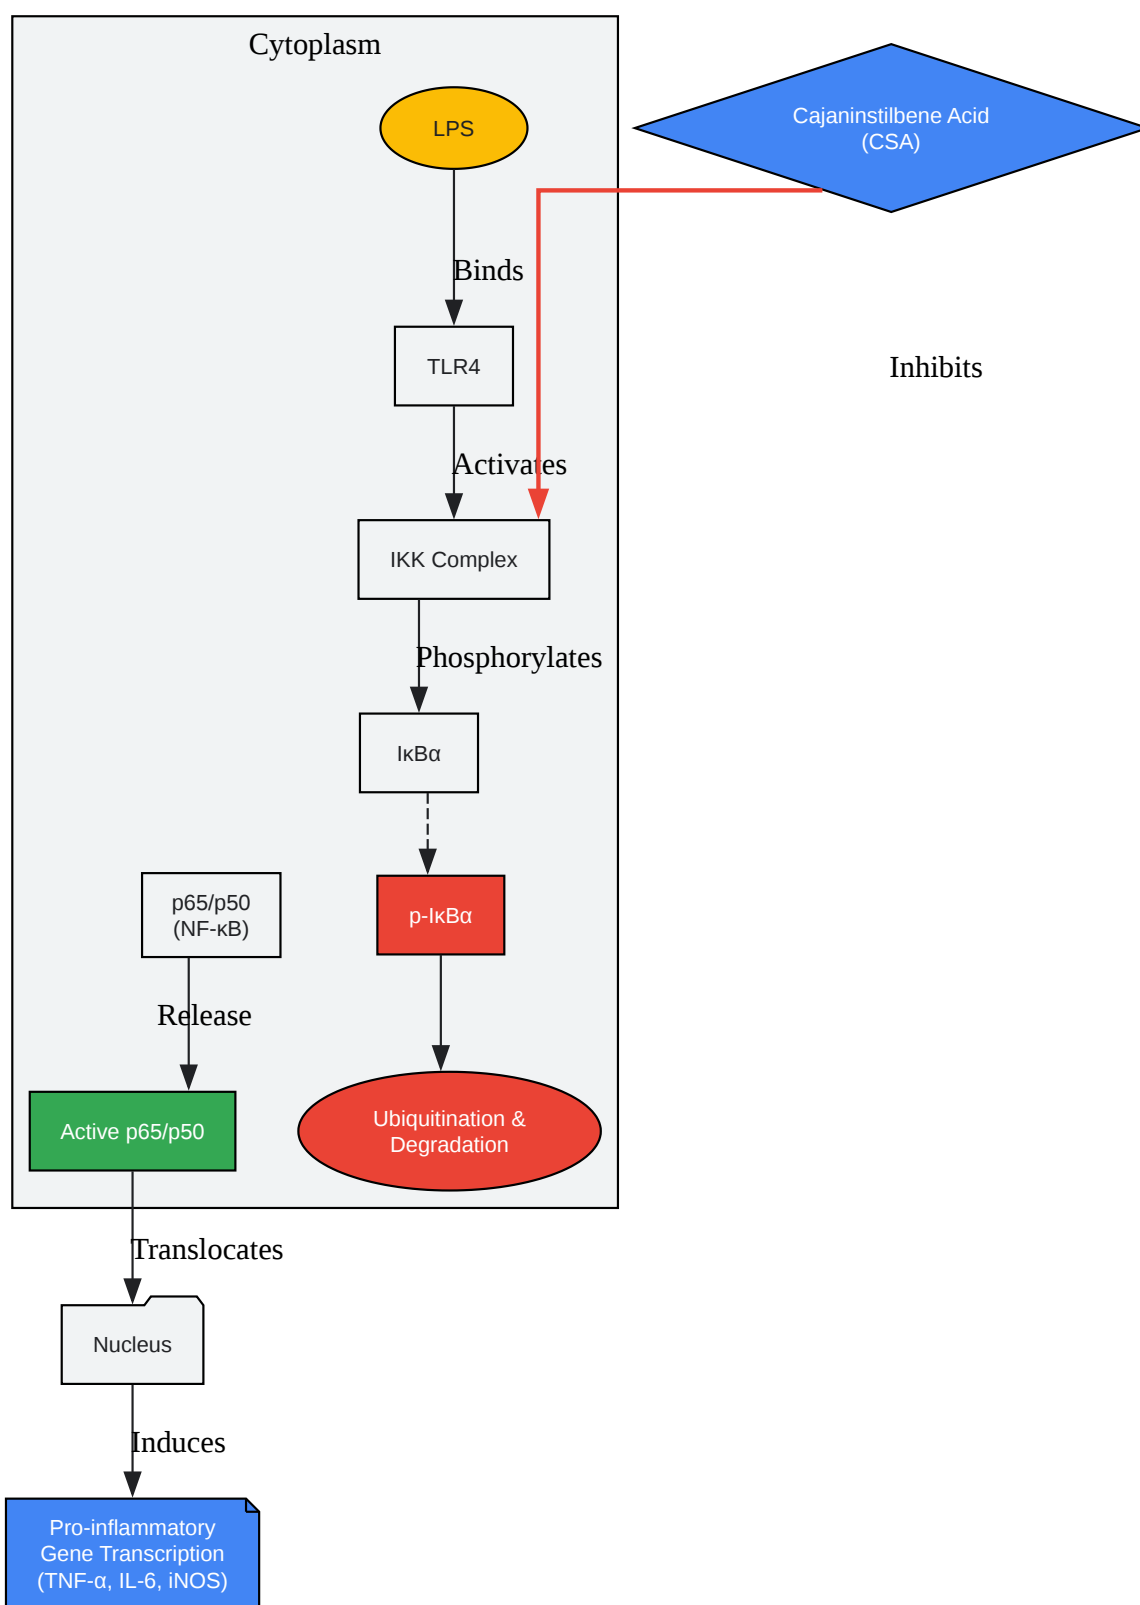 Cytoplasm
LPS
Cajaninstilbene Acid
(CSA)
Binds
TLR4
Inhibits
Activates
IKK Complex
Phosphorylates
IκBα
p65/p50
(NF-κB)
p-IκBα
Release
Active p65/p50
Ubiquitination &
Degradation
Translocates
Nucleus
Induces
Pro-inflammatory
Gene Transcription
(TNF-α, IL-6, iNOS)